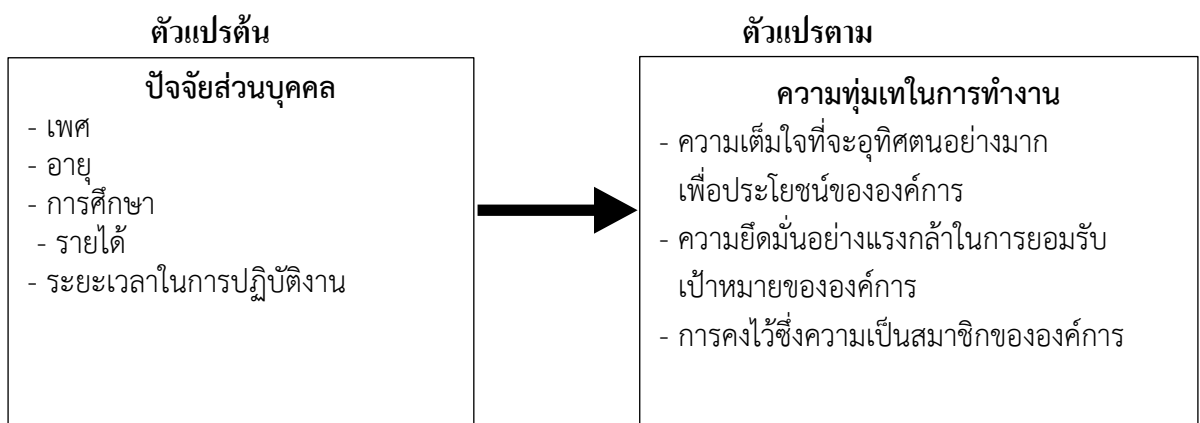 ตัวแปรต้น
ปัจจัยส่วนบุคคล
- เพศ
- อายุ
- การศึกษา
- รายได้
- ระยะเวลาในการปฏิบัติงาน
ตัวแปรตาม
ความทุ่มเทในการทำงาน
- ความเต็มใจที่จะอุทิศตนอย่างมาก
เพื่อประโยชน์ขององค์การ
- ความยึดมั่นอย่างแรงกล้าในการยอมรับ
เป้าหมายขององค์การ
- การคงไว้ซึ่งความเป็นสมาชิกขององค์การ